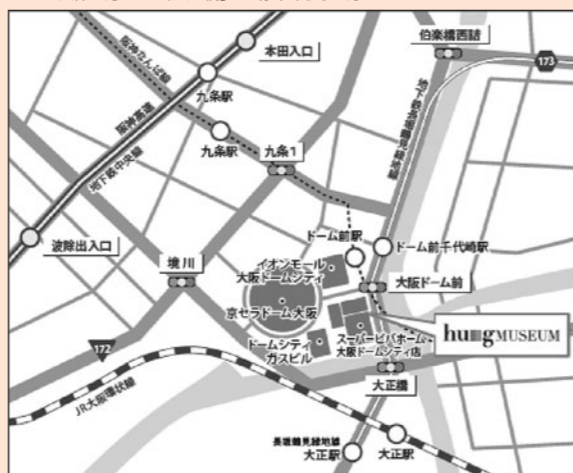 伯楽橋西詰
173
本田入口
阪神なんば線
九条駅
阪神高速
地下鉄中央線
九条駅
九条1
地下鉄長堀鶴見緑地線
波除出入口
境川
ドーム前駅
ドーム前千代崎駅
イオンモール
大阪ドームシティ
大阪ドーム前
京セラドーム大阪
スーパービバホーム
大阪ドームシティ店
ドームシティ
ガスビル
hu▪gMUSEUM
172
大正橋
JR大阪環状線
長堀鶴見緑地線
大正駅
大正駅